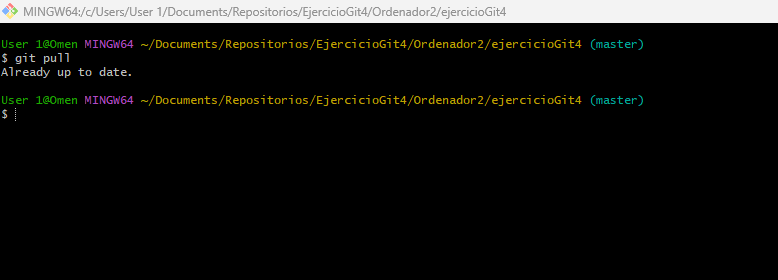 MINGW64:/c/Users/User 1/Documents/Repositorios/EjercicioGit4/Ordenador2/ejercicioGit4
User 1@Omen MINGW64 ~/Documents/Repositorios/EjercicioGit4/Ordenador2/ejercicioGit4 (master)
$ git pull
Already up to date.
User 1@Omen MINGW64 ~/Documents/Repositorios/EjercicioGit4/Ordenador2/ejercicioGit4 (master)
$